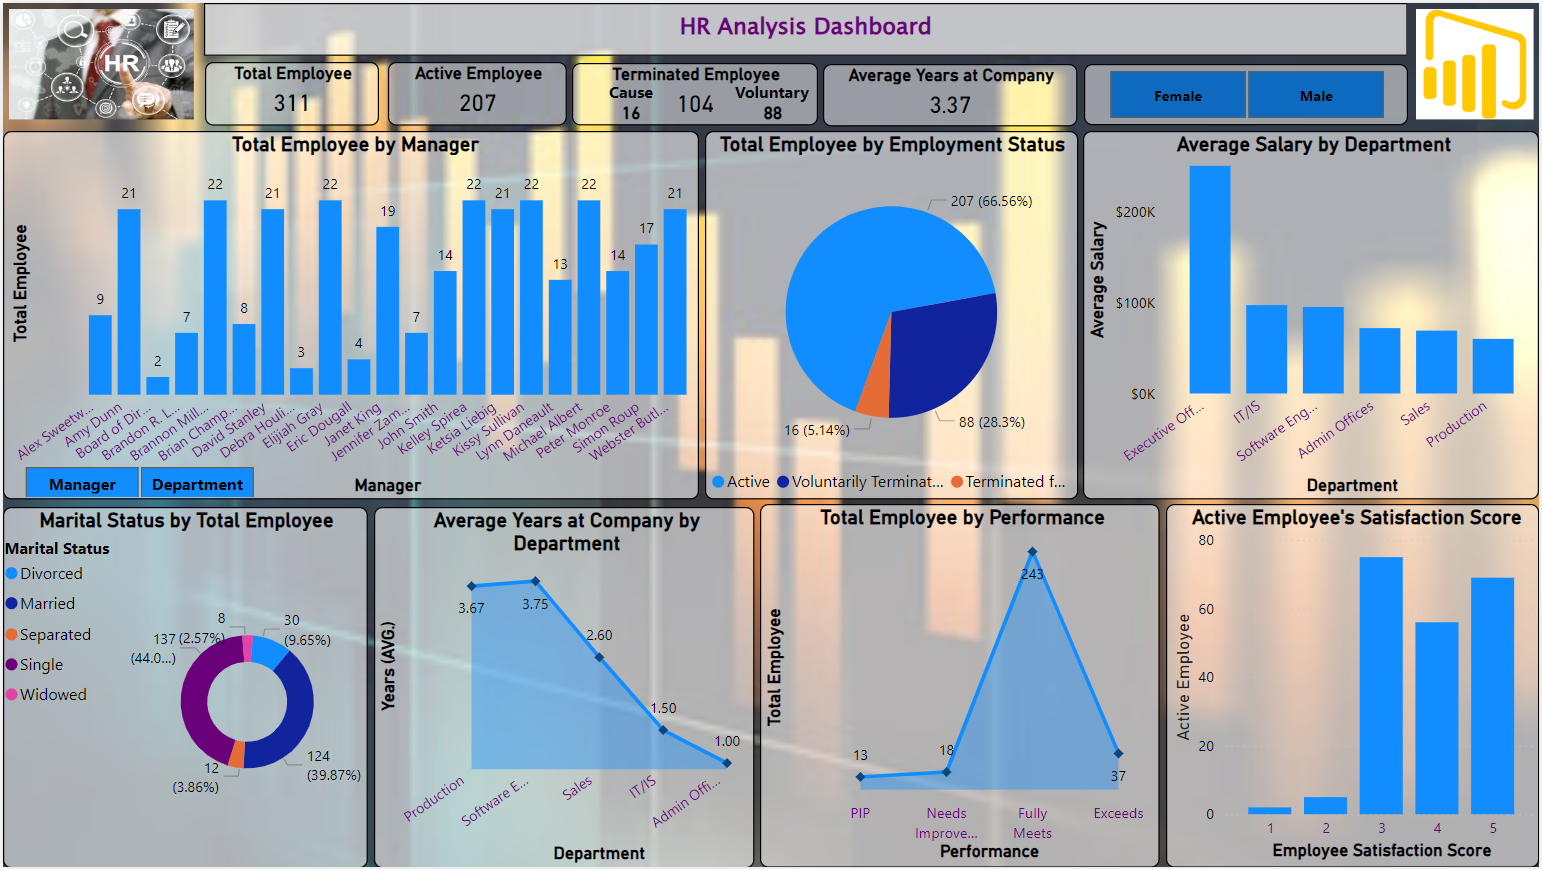 HR Analysis Dashboard
HR
Total Employee
311
Active Employee
207
Terminated Employee
Cause
16
104
Voluntary
88
Average Years at Company
3.37
Female
Male
Total Employee by Manager
Total Employee
9
21
2
7
22
8
21
3
22
4
19
7
14
22
21
22
13
22
14
17
21
Alex Sweetw...
Amy Dunn
Board of Dir...
Brandon R. L...
Brannon Mill...
Brian Champ...
David Stanley
Debra Houli...
Elijiah Gray
Eric Dougall
Janet King
Jennifer Zam...
John Smith
Kelley Spirea
Ketsia Liebig
Kissy Sullivan
Lynn Daneault
Michael Albert
Peter Monroe
Simon Roup
Webster Butl...
Manager
Department
Manager
Total Employee by Employment Status
207 (66.56%)
88 (28.3%)
16 (5.14%)
Active
Voluntarily Terminat...
Terminated f...
Average Salary by Department
Average Salary
$200K
$100K
$0K
Executive Off...
IT/IS
Software Eng...
Admin Offices
Sales
Production
Department
Marital Status by Total Employee
Marital Status
Divorced
Married
Separated
Single
Widowed
8
(2.57%)
30
(9.65%)
137
(44.0...)
12
(3.86%)
124
(39.87%)
Average Years at Company by
Department
Years (AVG.)
3.67
3.75
2.60
1.50
1.00
Production
Software E...
Sales
IT/IS
Admin Offi...
Department
Total Employee by Performance
Total Employee
13
18
243
37
PIP
Needs
Improve...
Fully
Meets
Exceeds
Performance
Active Employee's Satisfaction Score
Active Employee
80
60
40
20
0
1
2
3
4
5
Employee Satisfaction Score